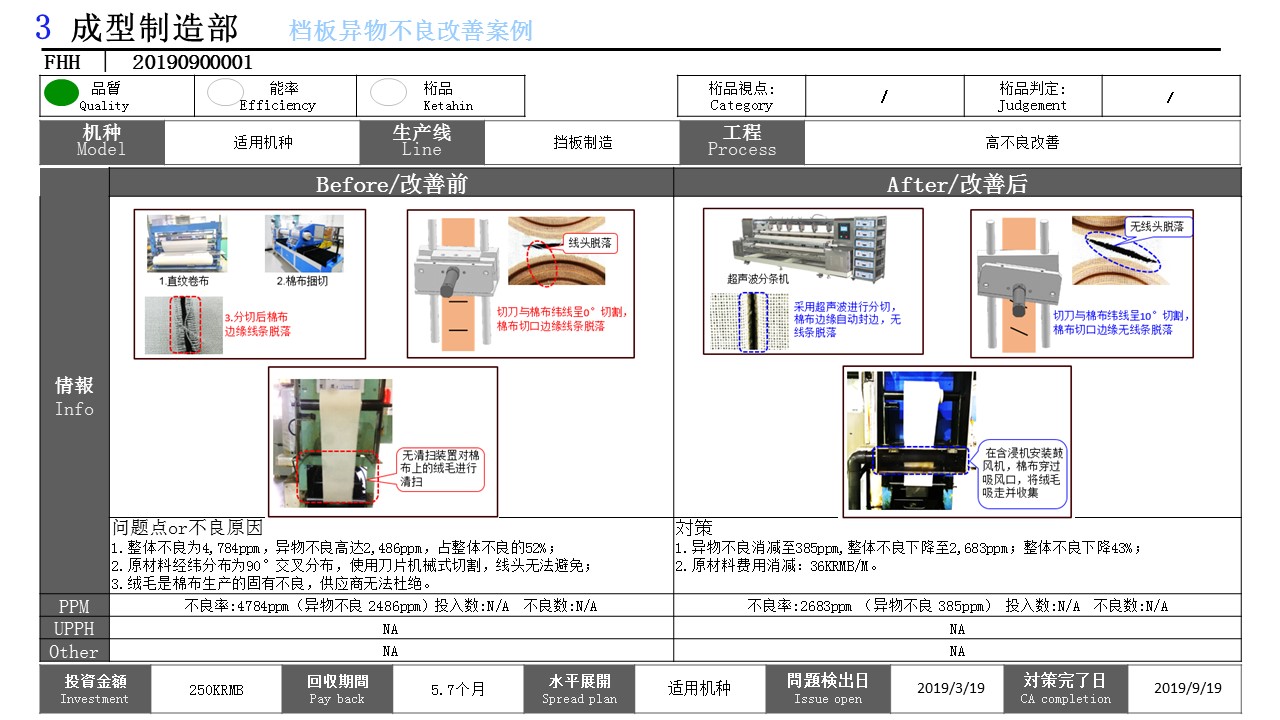 3 成型制造部 档板异物不良改善案例
FHH 20190900001
品質
Quality
能率
Efficiency
桁品
Ketahin
桁品視点:
Category
/
桁品判定:
Judgement
/
机种
Model
适用机种
生产线
Line
挡板制造
工程
Process
高不良改善
情報
Info
Before/改善前
After/改善后
1.直纹卷布
2.棉布捆切
3.分切后棉布
边缘线条脱落
线头脱落
切刀与棉布纬线呈0°切割，
棉布切口边缘线条脱落
无清扫装置对棉
布上的绒毛进行
清扫
超声波分条机
采用超声波进行分切，
棉布边缘自动封边，无
线条脱落
无线头脱落
切刀与棉布纬线呈10°切割，
棉布切口边缘无线条脱落
在含浸机安装鼓
风机，棉布穿过
吸风口，将绒毛
吸走并收集
问题点or不良原因
1.整体不良为4,784ppm，异物不良高达2,486ppm，占整体不良的52%；
2.原材料经纬分布为90°交叉分布，使用刀片机械式切割，线头无法避免；
3.绒毛是棉布生产的固有不良，供应商无法杜绝。
对策
1.异物不良消减至385ppm,整体不良下降至2,683ppm；整体不良下降43%；
2.原材料费用消减：36KRMB/M。
PPM
不良率:4784ppm（异物不良 2486ppm）投入数:N/A 不良数:N/A
不良率:2683ppm （异物不良 385ppm） 投入数:N/A 不良数:N/A
UPPH
NA
NA
Other
NA
NA
投資金額
Investment
250KRMB
回収期間
Pay back
5.7个月
水平展開
Spread plan
适用机种
問題検出日
Issue open
2019/3/19
対策完了日
CA completion
2019/9/19